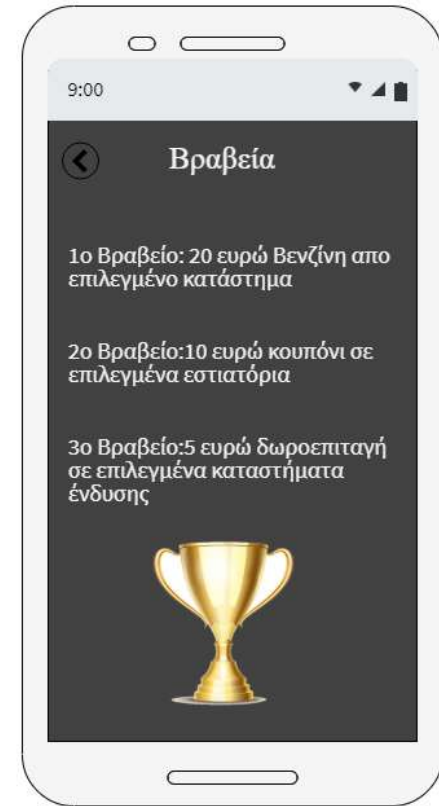 9:00
Βραβεία
1ο Βραβείο: 20 ευρώ Βενζίνη απο
επιλεγμένο κατάστημα
2ο Βραβείο:10 ευρώ κουπόνι σε
επιλεγμένα εστιατόρια
3ο Βραβείο:5 ευρώ δωροεπιταγή
σε επιλεγμένα καταστήματα
ένδυσης